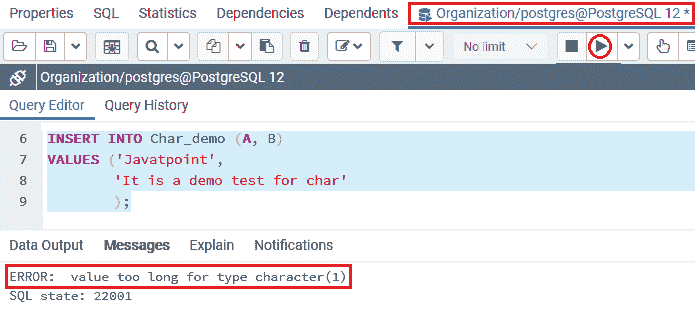 Properties SQL Statistics Dependencies Dependents Organization/postgres@PostgreSQL 12 *
No limit
Organization/postgres@PostgreSQL 12
Query Editor Query History
6 INSERT INTO Char_demo (A, B)
7 VALUES ('Javatpoint',
8 'It is a demo test for char'
9 );
Data Output Messages Explain Notifications
ERROR: value too long for type character(1)
SQL state: 22001